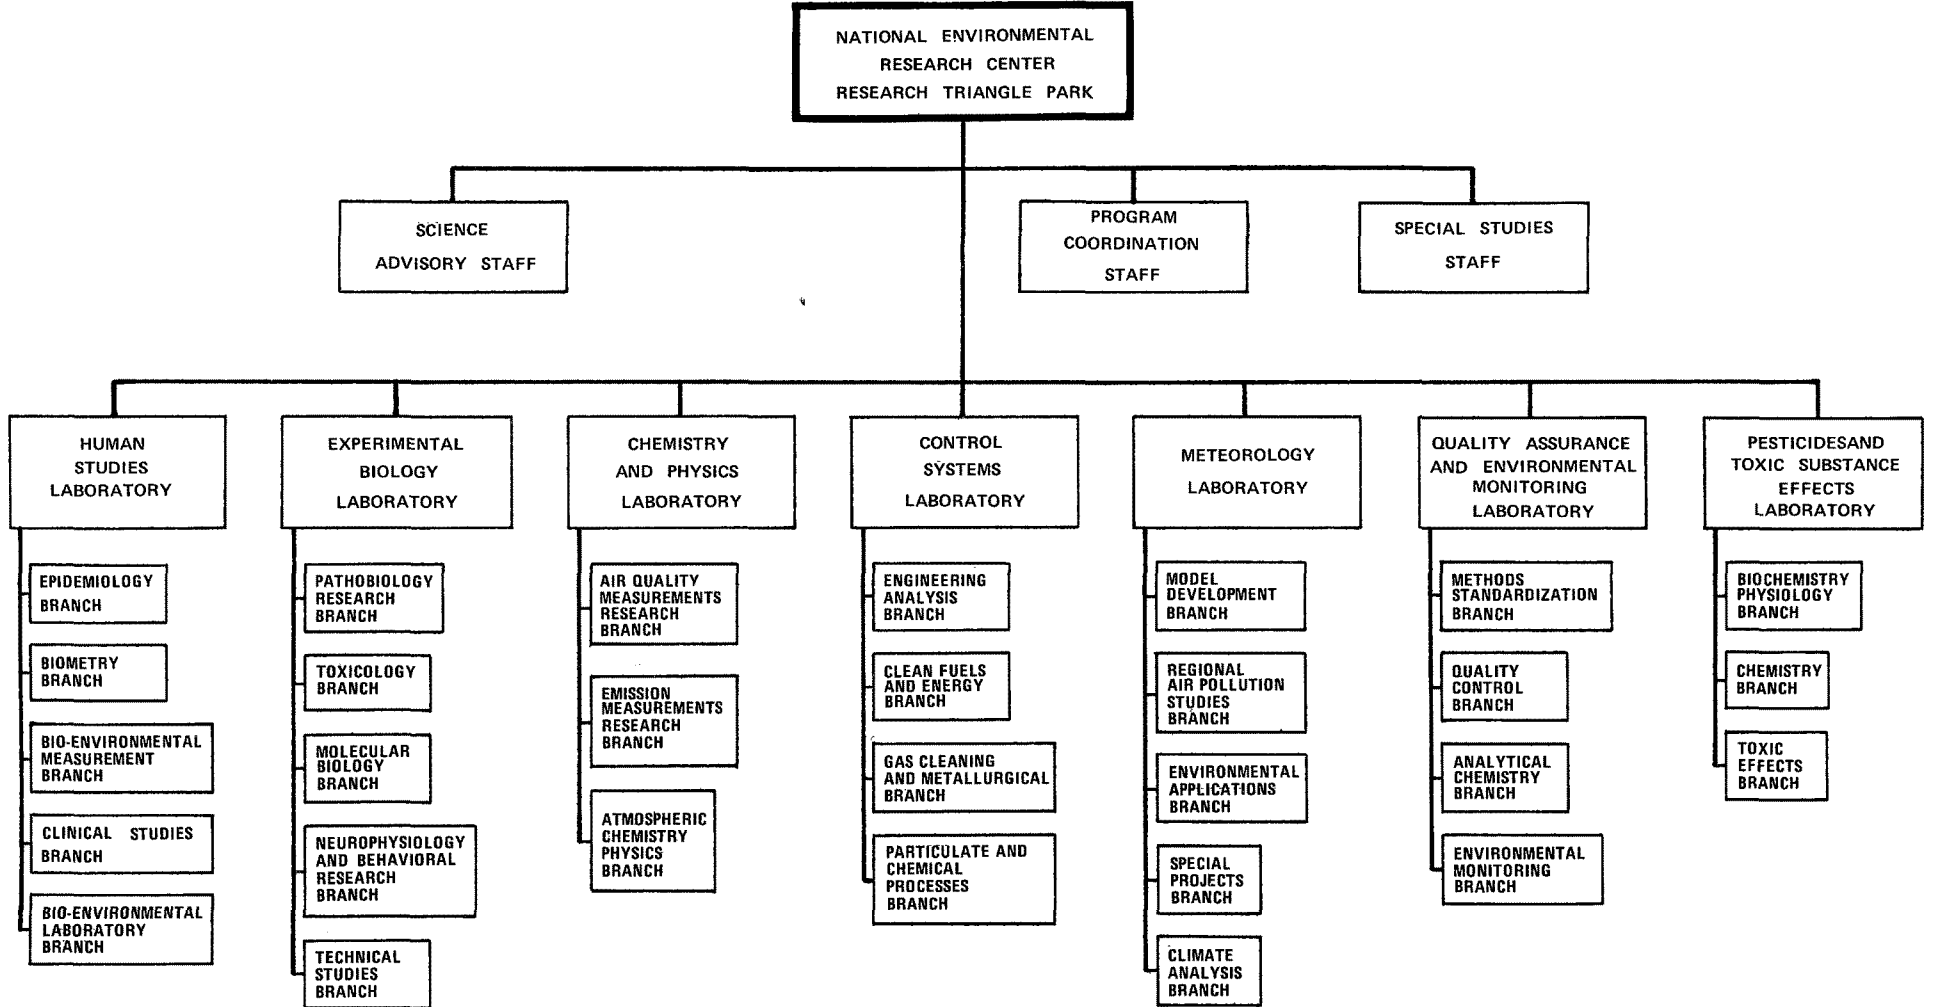 NATIONAL ENVIRONMENTAL
RESEARCH CENTER
RESEARCH TRIANGLE PARK
SCIENCE
ADVISORY STAFF
PROGRAM
COORDINATION
STAFF
SPECIAL STUDIES
STAFF
HUMAN
STUDIES
LABORATORY
EPIDEMIOLOGY
BRANCH
BIOMETRY
BRANCH
BIO-ENVIRONMENTAL
MEASUREMENT
BRANCH
CLINICAL STUDIES
BRANCH
BIO-ENVIRONMENTAL
LABORATORY
BRANCH
EXPERIMENTAL
BIOLOGY
LABORATORY
PATHOBIOLOGY
RESEARCH
BRANCH
TOXICOLOGY
BRANCH
MOLECULAR
BIOLOGY
BRANCH
NEUROPHYSIOLOGY
AND BEHAVIORAL
RESEARCH
BRANCH
TECHNICAL
STUDIES
BRANCH
CHEMISTRY
AND PHYSICS
LABORATORY
AIR QUALITY
MEASUREMENTS
RESEARCH
BRANCH
EMISSION
MEASUREMENTS
RESEARCH
BRANCH
ATMOSPHERIC
CHEMISTRY
PHYSICS
BRANCH
CONTROL
SYSTEMS
LABORATORY
ENGINEERING
ANALYSIS
BRANCH
CLEAN FUELS
AND ENERGY
BRANCH
GAS CLEANING
AND METALLURGICAL
BRANCH
PARTICULATE AND
CHEMICAL
PROCESSES
BRANCH
METEOROLOGY
LABORATORY
MODEL
DEVELOPMENT
BRANCH
REGIONAL
AIR POLLUTION
STUDIES
BRANCH
ENVIRONMENTAL
APPLICATIONS
BRANCH
SPECIAL
PROJECTS
BRANCH
CLIMATE
ANALYSIS
BRANCH
QUALITY ASSURANCE
AND ENVIRONMENTAL
MONITORING
LABORATORY
METHODS
STANDARDIZATION
BRANCH
QUALITY
CONTROL
BRANCH
ANALYTICAL
CHEMISTRY
BRANCH
ENVIRONMENTAL
MONITORING
BRANCH
PESTICIDESAND
TOXIC SUBSTANCE
EFFECTS
LABORATORY
BIOCHEMISTRY
PHYSIOLOGY
BRANCH
CHEMISTRY
BRANCH
TOXIC
EFFECTS
BRANCH